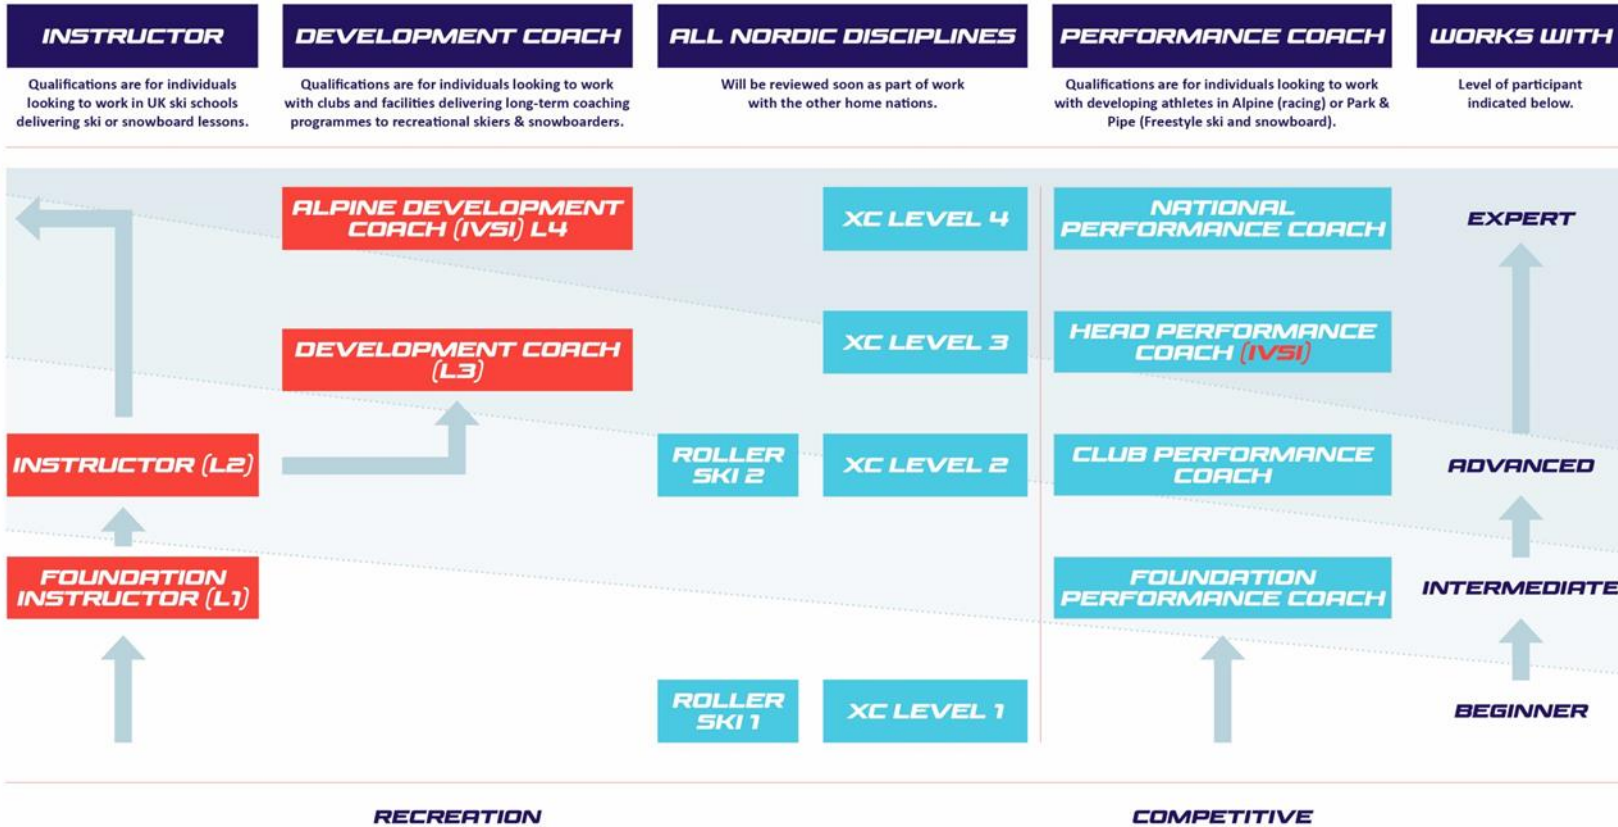 INSTRUCTOR
Qualifications are for individuals
looking to work in UK ski schools
delivering ski or snowboard lessons.
DEVELOPMENT COACH
Qualifications are for individuals looking to work
with clubs and facilities delivering long-term coaching
programmes to recreational skiers & snowboarders.
ALL NORDIC DISCIPLINES
Will be reviewed soon as part of work
with the other home nations.
PERFORMANCE COACH
Qualifications are for individuals looking to work
with developing athletes in Alpine (racing) or Park &
Pipe (Freestyle ski and snowboard).
WORKS WITH
Level of participant
indicated below.
ALPINE DEVELOPMENT
COACH (IVSI) L4
XC LEVEL 4
NATIONAL
PERFORMANCE COACH
EXPERT
DEVELOPMENT COACH
(L3)
XC LEVEL 3
HEAD PERFORMANCE
COACH (IVSI)
INSTRUCTOR (L2)
ROLLER
SKI 2
XC LEVEL 2
CLUB PERFORMANCE
COACH
ADVANCED
FOUNDATION
INSTRUCTOR (L1)
FOUNDATION
PERFORMANCE COACH
INTERMEDIATE
ROLLER
SKI 1
XC LEVEL 1
BEGINNER
RECREATION
COMPETITIVE